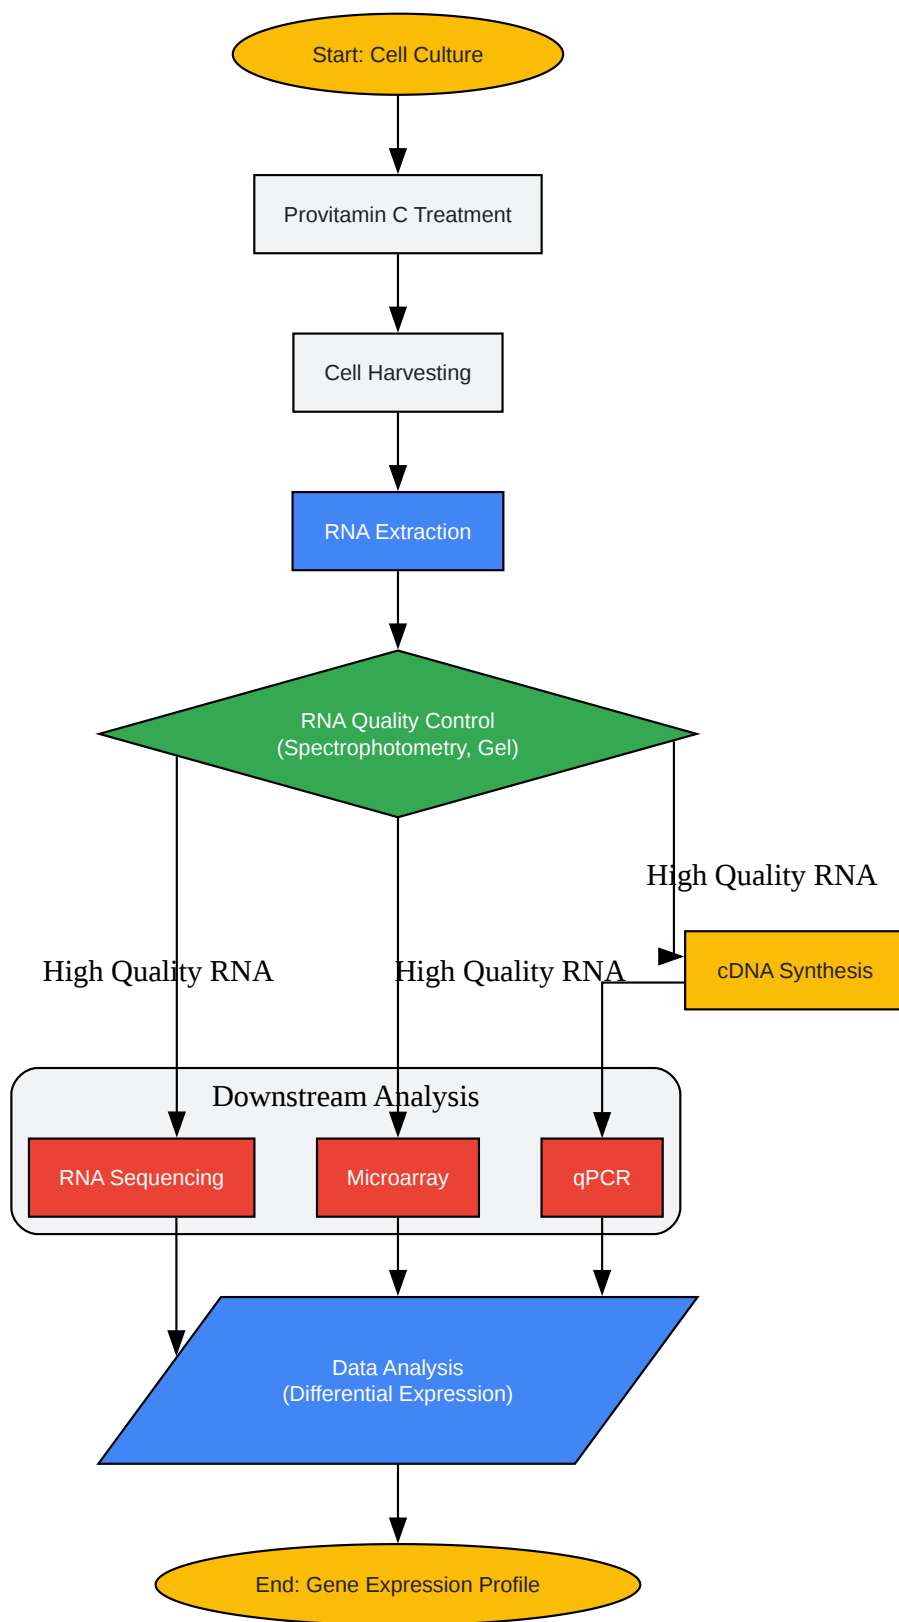 Start: Cell Culture
Provitamin C Treatment
Cell Harvesting
RNA Extraction
RNA Quality Control
(Spectrophotometry, Gel)
High Quality RNA
High Quality RNA
High Quality RNA
cDNA Synthesis
Downstream Analysis
RNA Sequencing
Microarray
qPCR
Data Analysis
(Differential Expression)
End: Gene Expression Profile